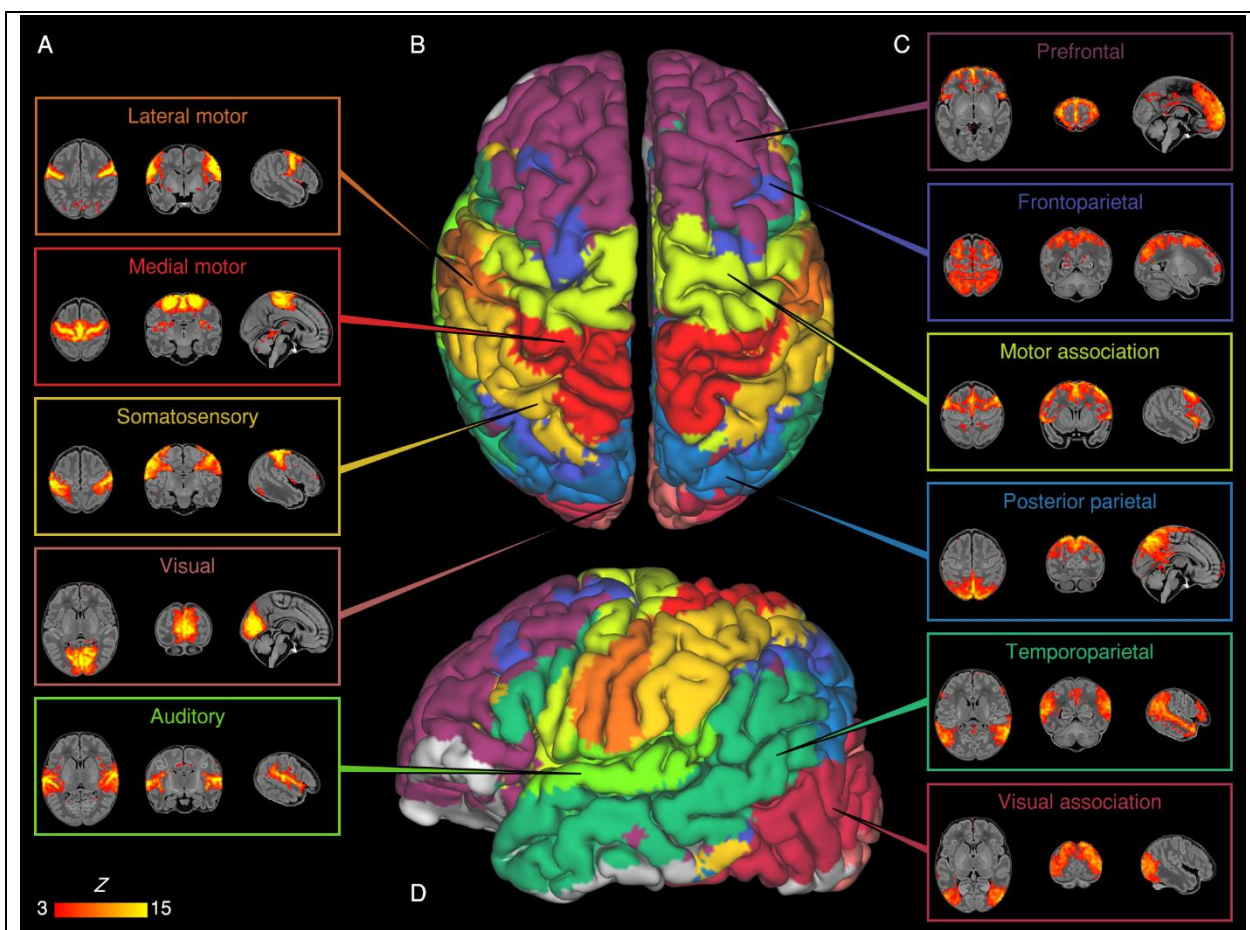 A
B
C
Lateral motor
Medial motor
Somatosensory
Visual
Auditory
Prefrontal
Frontoparietal
Motor association
Posterior parietal
Temporoparietal
Visual association
D
z
3 15